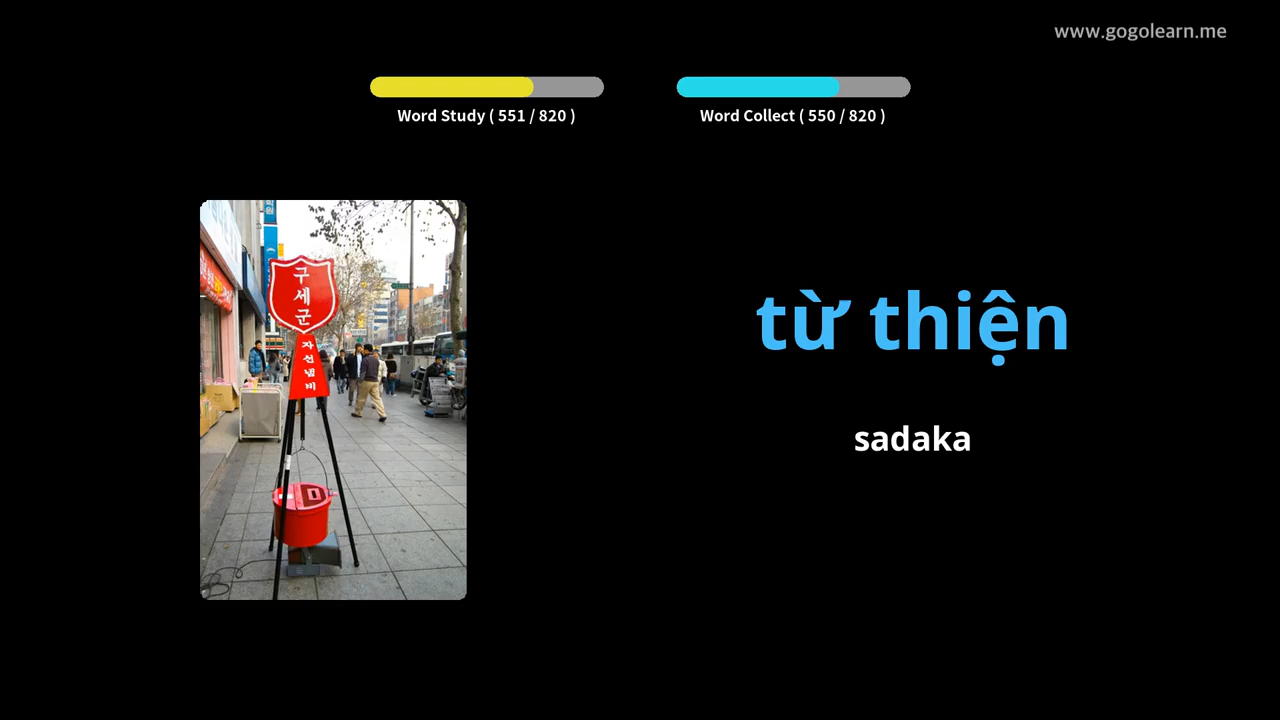 www.gogolearn.me
Word Study ( 551 / 820 )
Word Collect ( 550 / 820 )
구세군
자선냄비
từ thiện
sadaka